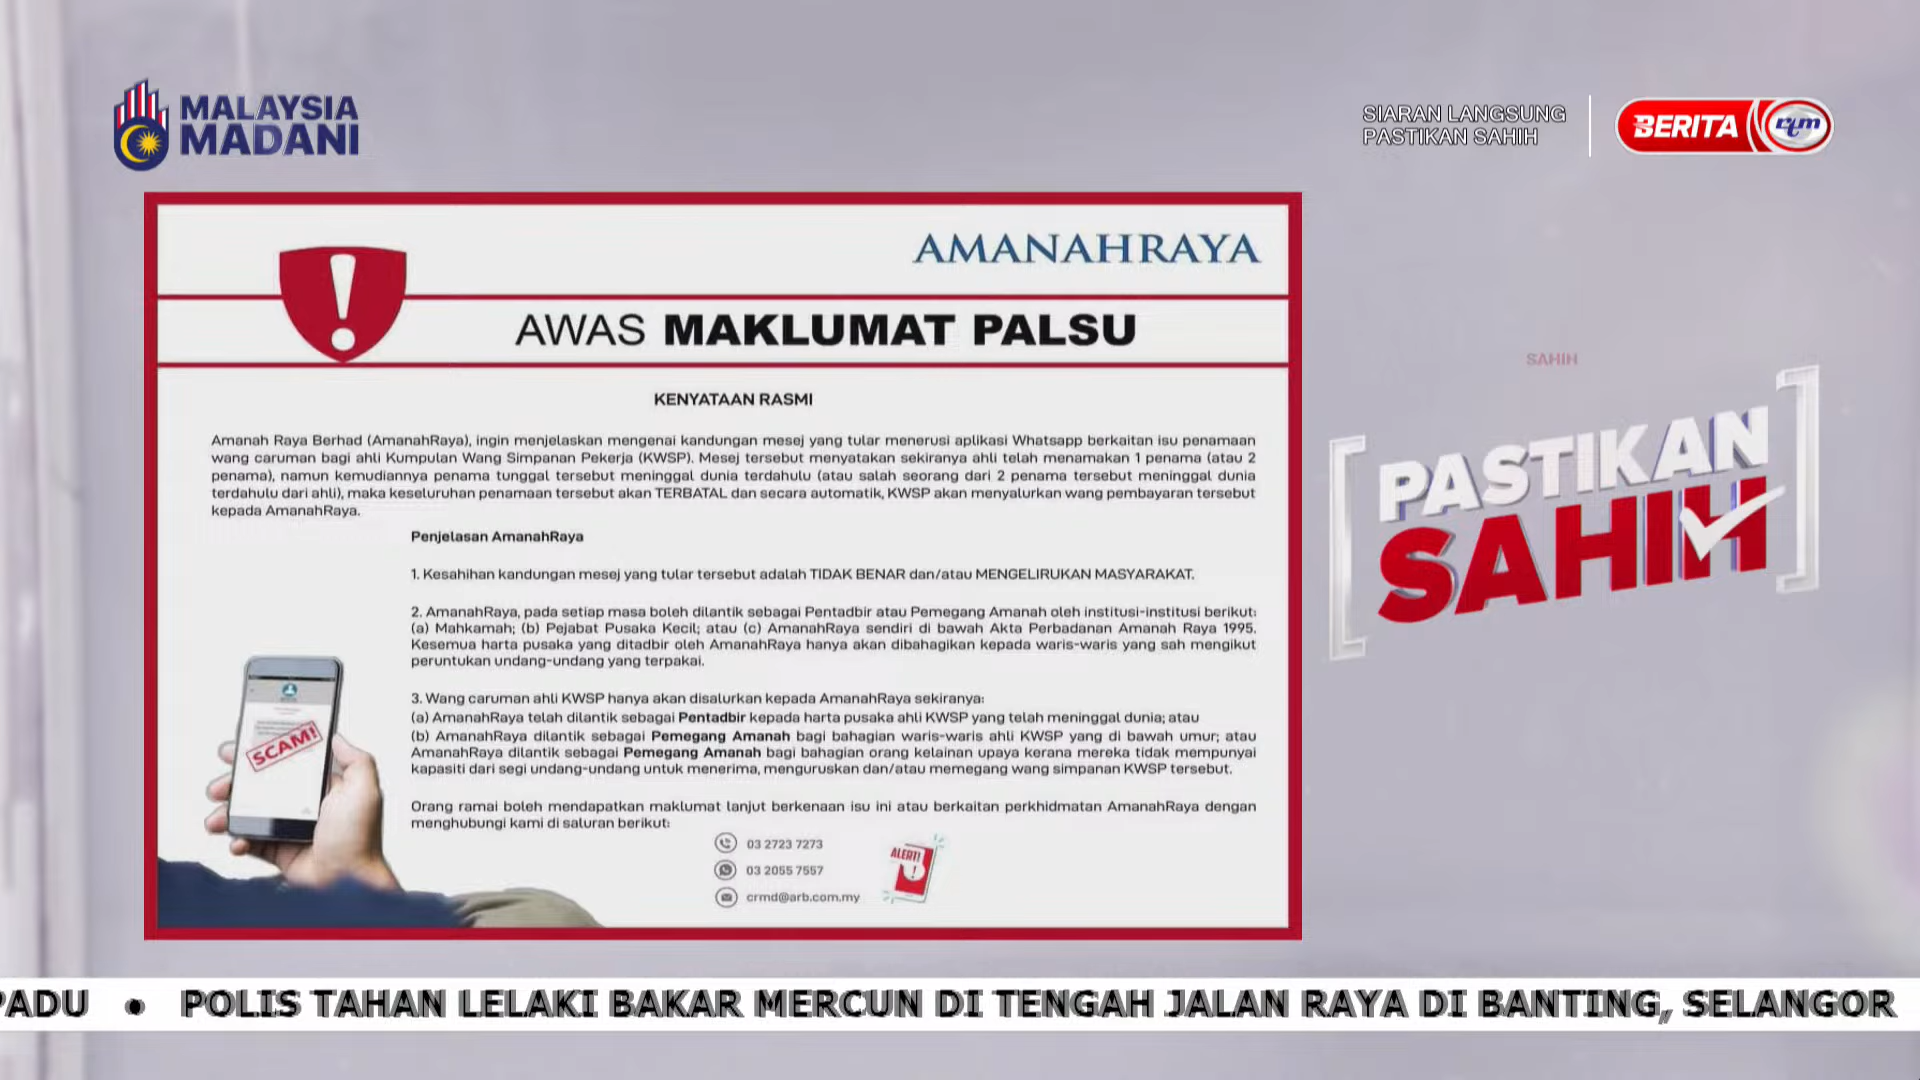 MALAYSIA
MADANI
SIARAN LANGSUNG
PASTIKAN SAHIH
BERITA rtm
AMANAHRAYA
AWAS MAKLUMAT PALSU
KENYATAAN RASMI
Amanah Raya Berhad (AmanahRaya), ingin menjelaskan mengenai kandungan mesej yang tular menerusi aplikasi Whatsapp berkaitan isu penamaan
wang caruman bagi ahli Kumpulan Wang Simpanan Pekerja (KWSP). Mesej tersebut menyatakan sekiranya ahli telah menamakan 1 penama (atau 2
penama), namun kemudiannya penama tunggal tersebut meninggal dunia terdahulu (atau salah seorang dari 2 penama tersebut meninggal dunia
terdahulu dari ahli), maka keseluruhan penamaan tersebut akan TERBATAL dan secara automatik, KWSP akan menyalurkan wang pembayaran tersebut
kepada AmanahRaya.
Penjelasan AmanahRaya
1. Kesahihan kandungan mesej yang tular tersebut adalah TIDAK BENAR dan/atau MENGELIRUKAN MASYARAKAT.
2. AmanahRaya, pada setiap masa boleh dilantik sebagai Pentadbir atau Pemegang Amanah oleh institusi-institusi berikut:
(a) Mahkamah; (b) Pejabat Pusaka Kecil; atau (c) AmanahRaya sendiri di bawah Akta Perbadanan Amanah Raya 1995.
Kesemua harta pusaka yang ditadbir oleh AmanahRaya hanya akan dibahagikan kepada waris-waris yang sah mengikut
peruntukan undang-undang yang terpakai.
3. Wang caruman ahli KWSP hanya akan disalurkan kepada AmanahRaya sekiranya:
(a) AmanahRaya telah dilantik sebagai Pentadbir kepada harta pusaka ahli KWSP yang telah meninggal dunia; atau
(b) AmanahRaya dilantik sebagai Pemegang Amanah bagi bahagian waris-waris ahli KWSP yang di bawah umur; atau
AmanahRaya dilantik sebagai Pemegang Amanah bagi bahagian orang kelainan upaya kerana mereka tidak mempunyai
kapasiti dari segi undang-undang untuk menerima, menguruskan dan/atau memegang wang simpanan KWSP tersebut.
Orang ramai boleh mendapatkan maklumat lanjut berkenaan isu ini atau berkaitan perkhidmatan AmanahRaya dengan
menghubungi kami di saluran berikut:
03 2723 7273
03 2055 7557
crmd@arb.com.my
SCAM!
ALERT!
SAHIH
PASTIKAN
SAHIH
PADU • POLIS TAHAN LELAKI BAKAR MERCUN DI TENGAH JALAN RAYA DI BANTING, SELANGOR